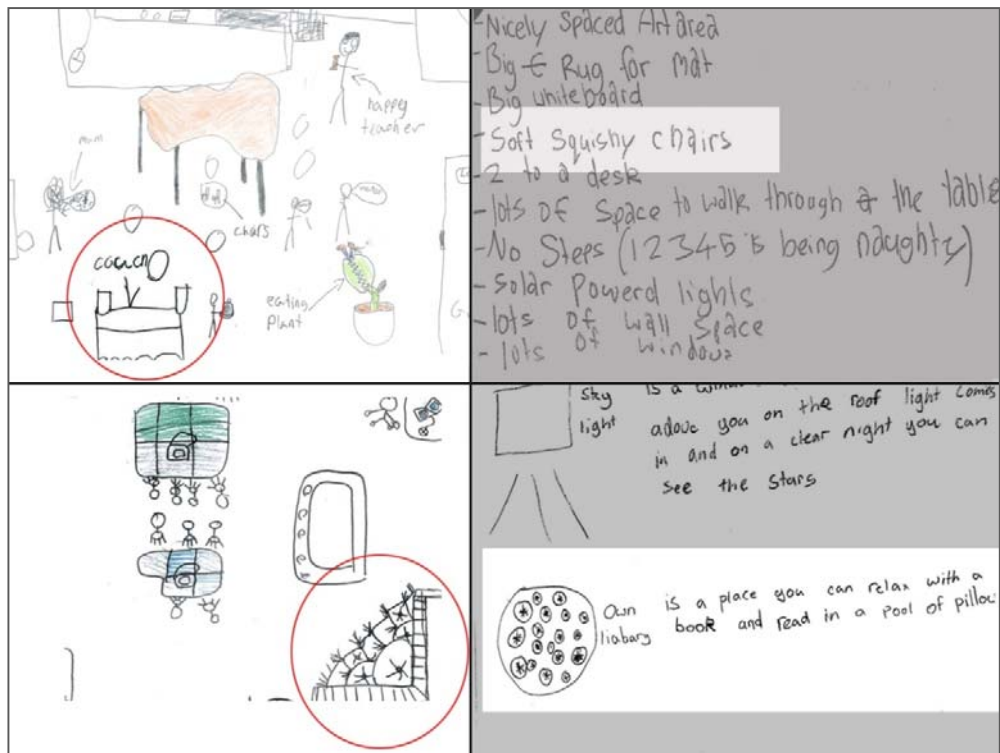 happy
teacher
mum
chairs
eating
plant
-Nicely Spaced Art area
-Big Rug for mat
-Big whiteboard
-Soft Squishy chairs
-2 to a desk
-lots of Space to walk through the table
-No Steps (12345 is being naughty)
-Solar Powerd lights
-lots of wall Space
-lots of windows
Sky is a
light adove you on the roof light comes
in and on a clear night you can
see the stars
Own is a place you can relax with a
liabary book and read in a Pool of pillow